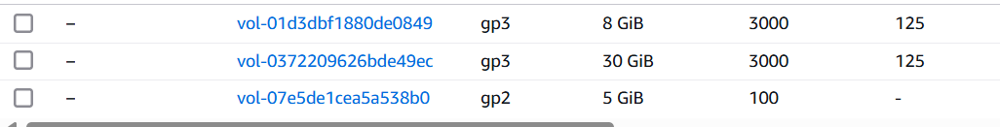 – vol-01d3dbf1880de0849 gp3 8 GiB 3000 125
– vol-0372209626bde49ec gp3 30 GiB 3000 125
– vol-07e5de1cea5a538b0 gp2 5 GiB 100 -